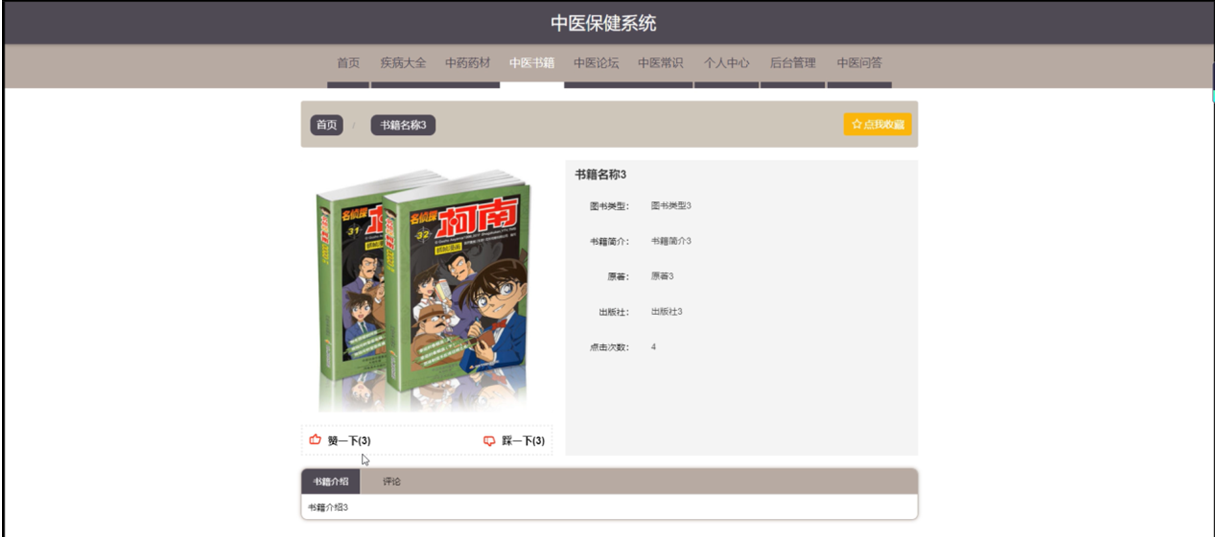 中医保健系统
首页 疾病大全 中药药材 中医书籍 中医论坛 中医常识 个人中心 后台管理 中医问答
首页 / 书籍名称3 ☆点我收藏
名侦探 31
名侦探 柯南 32
书籍名称3
图书类型: 图书类型3
书籍简介: 书籍简介3
原著: 原著3
出版社: 出版社3
点击次数: 4
赞一下(3) 踩一下(3)
书籍介绍 评论
书籍介绍3